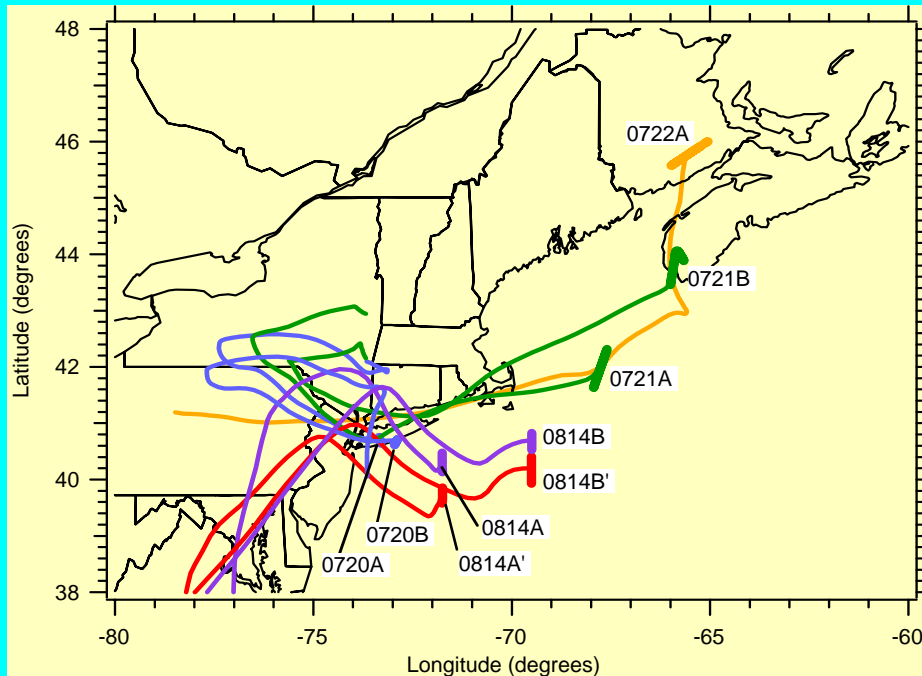 48
46
44
42
40
38
Latitude (degrees)
0722A
0721B
0721A
0814B
0814B'
0814A
0720B
0814A'
0720A
-80
-75
-70
-65
-60
Longitude (degrees)